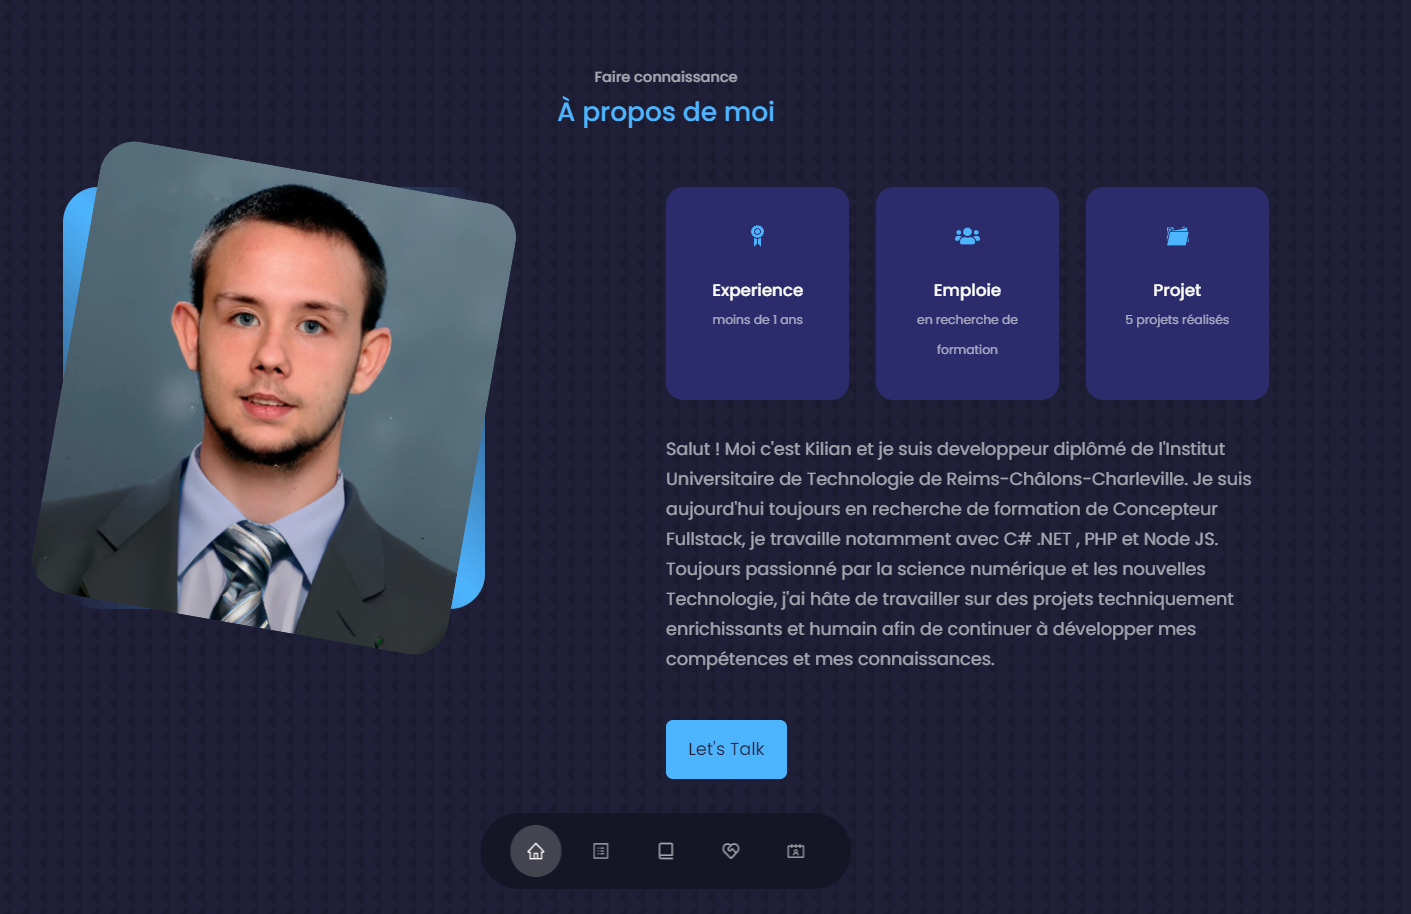 Faire connaissance
À propos de moi
Experience
moins de 1 ans
Emploie
en recherche de
formation
Projet
5 projets réalisés
Salut ! Moi c'est Kilian et je suis developpeur diplômé de l'Institut
Universitaire de Technologie de Reims-Châlons-Charleville. Je suis
aujourd'hui toujours en recherche de formation de Concepteur
Fullstack, je travaille notamment avec C# .NET , PHP et Node JS.
Toujours passionné par la science numérique et les nouvelles
Technologie, j'ai hâte de travailler sur des projets techniquement
enrichissants et humain afin de continuer à développer mes
compétences et mes connaissances.
Let's Talk